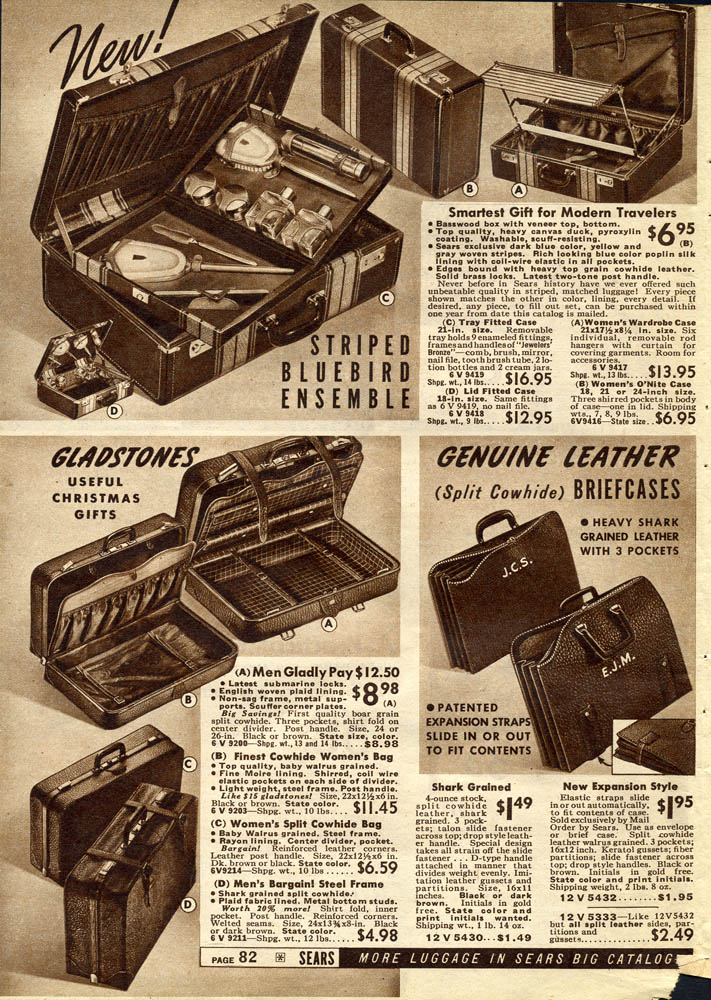 New!
B
A
C
D
STRIPED
BLUEBIRD
ENSEMBLE
Smartest Gift for Modern Travelers
● Basswood box with veneer top, bottom.
● Top quality, heavy canvas duck, pyroxylin
coating. Washable, scuff-resisting.
● Sears exclusive dark blue color, yellow and
gray woven stripes. Rich looking blue color poplin silk
lining with coil-wire elastic in all pockets.
● Edges bound with heavy top grain cowhide leather.
Solid brass locks. Latest two-tone post handle.
$6.95
(B)
Never before in Sears history have we ever offered such
unbeatable quality in striped, matched luggage! Every piece
shown matches the other in color, lining, every detail. If
desired, any piece, to fill out set, can be purchased within
one year from date this catalog is mailed.
(C) Tray Fitted Case
21-in. size. Removable
tray holds 9 enameled fittings,
frames and handles of "Jewelers'
Bronze"—comb, brush, mirror,
nail file, tooth brush tube, 2 lo-
tion bottles and 2 cream jars.
6 V 9419
Shpg. wt., 14 lbs.....$16.95
(D) Lid Fitted Case
18-in. size. Same fittings
as 6 V 9419, no nail file.
6 V 9418
Shpg. wt., 9 lbs.....$12.95
(A) Women's Wardrobe Case
21x17½x8¼ in. size. Six
individual, removable rod
hangers with curtain for
covering garments. Room for
accessories.
6 V 9417
Shpg. wt., 13 lbs....$13.95
(B) Women's O'Nite Case
18, 21 or 24-inch size.
Three shirred pockets in body
of case—one in lid. Shipping
wts., 7, 8, 9 lbs.
6V9416—State size..$6.95
GLADSTONES
USEFUL
CHRISTMAS
GIFTS
A
B
C
D
(A) Men Gladly Pay $12.50
● Latest submarine locks.
● English woven plaid lining.
● Non-sag frame, metal sup-
ports. Scuffer corner plates.
$8.98
(A)
Big Savings! First quality boar grain
split cowhide. Three pockets, shirt fold on
center divider. Post handle. Size, 24 or
26-in. Black or brown. State size, color.
6 V 9200—Shpg. wt., 13 and 14 lbs.....$8.98
(B) Finest Cowhide Women's Bag
● Top quality, baby walrus grained.
● Fine Moire lining. Shirred, coil wire
elastic pockets on each side of divider.
● Light weight, steel frame. Post handle.
Like $15 gladstones! Size, 22x12½x6 in.
Black or brown. State color.
6 V 9203—Shpg. wt., 10 lbs....$11.45
(C) Women's Split Cowhide Bag
● Baby Walrus grained. Steel frame.
● Rayon lining. Center divider, pocket.
Bargain! Reinforced leather corners.
Leather post handle. Size, 22x12½x6 in.
Dk. brown or black. State color.
6V9214—Shpg. wt., 10 lbs......$6.59
(D) Men's Bargain! Steel Frame
● Shark grained split cowhide!
● Plaid fabric lined. Metal bottom studs.
Worth 20% more! Shirt fold, inner
pocket. Post handle. Reinforced corners.
Welted seams. Size, 24x13¾x8-in. Black
or dark brown. State color.
6 V 9211—Shpg. wt., 12 lbs.....$4.98
GENUINE LEATHER
(Split Cowhide) BRIEFCASES
● HEAVY SHARK
GRAINED LEATHER
WITH 3 POCKETS
J.C.S.
E.J.M.
● PATENTED
EXPANSION STRAPS
SLIDE IN OR OUT
TO FIT CONTENTS
Shark Grained
4-ounce stock,
split cowhide
leather, shark
grained. 3 pock-
ets; talon slide fastener
across top; drop style leath-
er handle. Special design
takes all strain off the slide
fastener . . . D-type handle
attached in manner that
divides weight evenly. Imi-
tation leather gussets and
partitions. Size, 16x11
inches. Black or dark
brown. Initials in gold
free. State color and
print initials wanted.
Shipping wt., 1 lb. 14 oz.
$1.49
12 V 5430...$1.49
New Expansion Style
Elastic straps slide
in or out automatically,
to fit contents of case.
Sold exclusively by Mail
Order by Sears. Use as envelope
or brief case. Split cowhide
leather walrus grained. 3 pockets;
16x12 inch. Keratol gussets; fiber
partitions; slide fastener across
top; drop style handles. Black or
brown. Initials in gold free.
State color and print initials.
Shipping weight, 2 lbs. 8 oz.
$1.95
12 V 5432........$1.95
12 V 5333—Like 12V5432
but all split leather sides, par-
titions and
gussets...............$2.49
PAGE 82 ※ SEARS MORE LUGGAGE IN SEARS BIG CATALOG